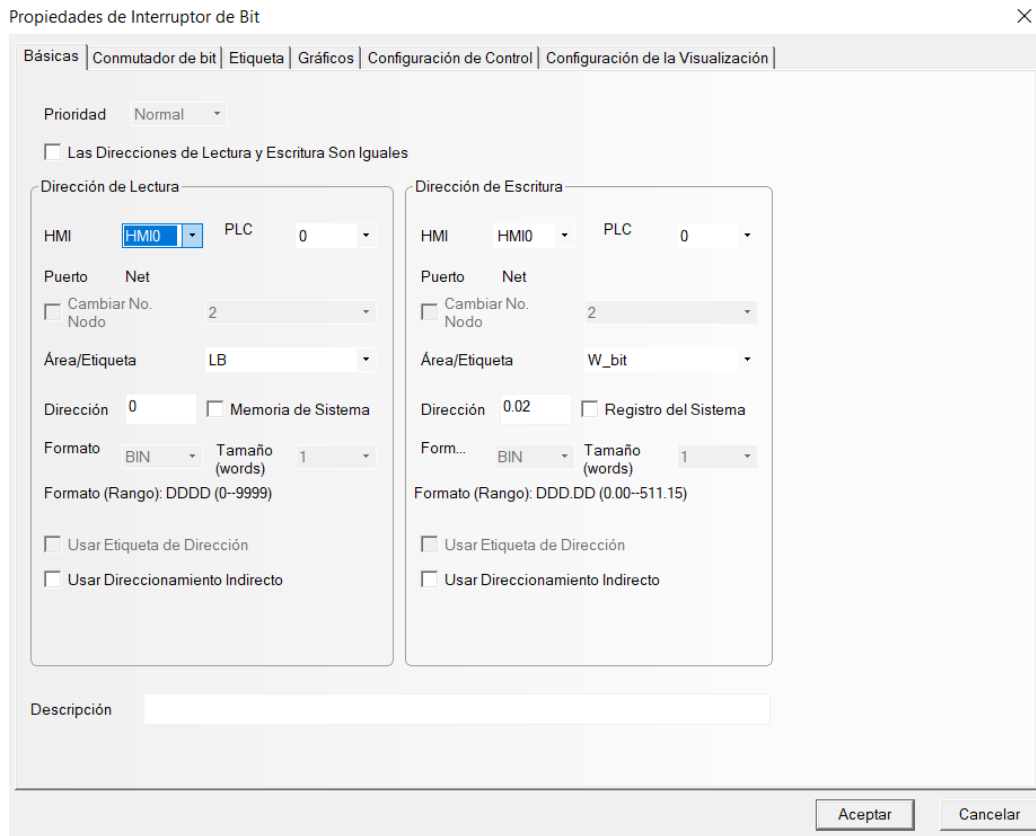 Propiedades de Interruptor de Bit
Básicas Conmutador de bit Etiqueta Gráficos Configuración de Control Configuración de la Visualización
Prioridad Normal
Las Direcciones de Lectura y Escritura Son Iguales
Dirección de Lectura
HMI HMI0 PLC 0
Puerto Net
Cambiar No.
Nodo 2
Área/Etiqueta LB
Dirección 0 Memoria de Sistema
Formato BIN Tamaño
(words) 1
Formato (Rango): DDDD (0--9999)
Usar Etiqueta de Dirección
Usar Direccionamiento Indirecto
Dirección de Escritura
HMI HMI0 PLC 0
Puerto Net
Cambiar No.
Nodo 2
Área/Etiqueta W_bit
Dirección 0.02 Registro del Sistema
Form... BIN Tamaño
(words) 1
Formato (Rango): DDD.DD (0.00--511.15)
Usar Etiqueta de Dirección
Usar Direccionamiento Indirecto
Descripción
Aceptar Cancelar